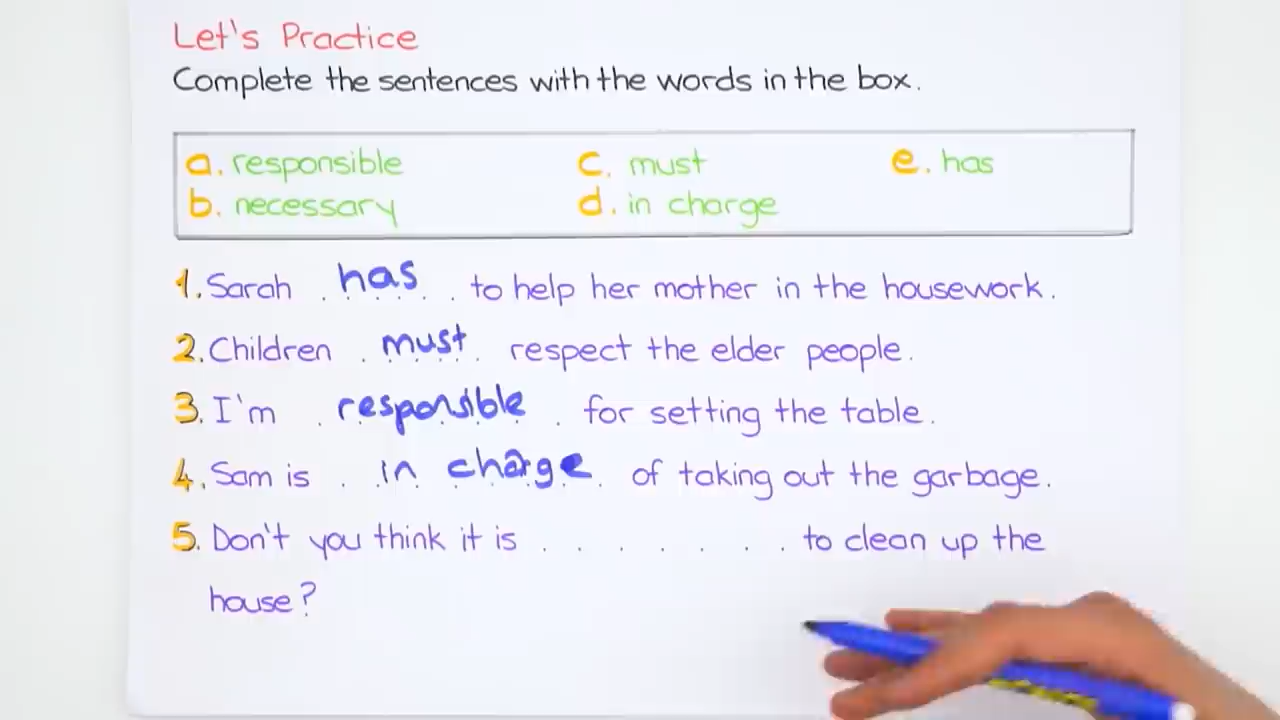 Let's Practice
Complete the sentences with the words in the box.
a. responsible c. must e. has
b. necessary d. in charge
1. Sarah . has . to help her mother in the housework.
2. Children . must . respect the elder people.
3. I'm . responsible . for setting the table.
4. Sam is . in charge . of taking out the garbage.
5. Don't you think it is . . . . . . . to clean up the
house?